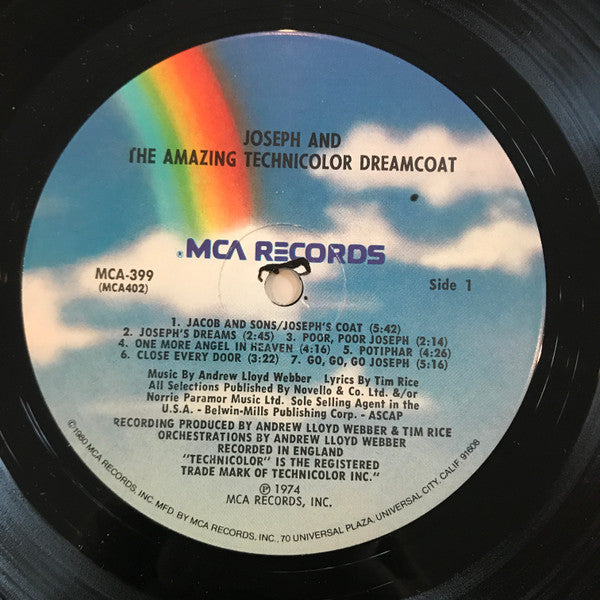 JOSEPH AND
THE AMAZING TECHNICOLOR DREAMCOAT
®MCA RECORDS
MCA-399
(MCA402)
Side 1
1. JACOB AND SONS/JOSEPH'S COAT (5:42)
2. JOSEPH'S DREAMS (2:45) 3. POOR, POOR JOSEPH (2:14)
4. ONE MORE ANGEL IN HEAVEN (4:16) 5. POTIPHAR (4:26)
6. CLOSE EVERY DOOR (3:22) 7. GO, GO, GO JOSEPH (5:16)
Music By Andrew Lloyd Webber Lyrics By Tim Rice
All Selections Published By Novello & Co. Ltd. &/or
Norrie Paramor Music Ltd. Sole Selling Agent in the
U.S.A. - Belwin-Mills Publishing Corp. - ASCAP
RECORDING PRODUCED BY ANDREW LLOYD WEBBER & TIM RICE
ORCHESTRATIONS BY ANDREW LLOYD WEBBER
RECORDED IN ENGLAND
"TECHNICOLOR" IS THE REGISTERED
TRADE MARK OF TECHNICOLOR INC."
℗ 1974
MCA RECORDS, INC.
©1980 MCA RECORDS, INC. MFD. BY MCA RECORDS, INC., 70 UNIVERSAL PLAZA, UNIVERSAL CITY, CALIF. 91608